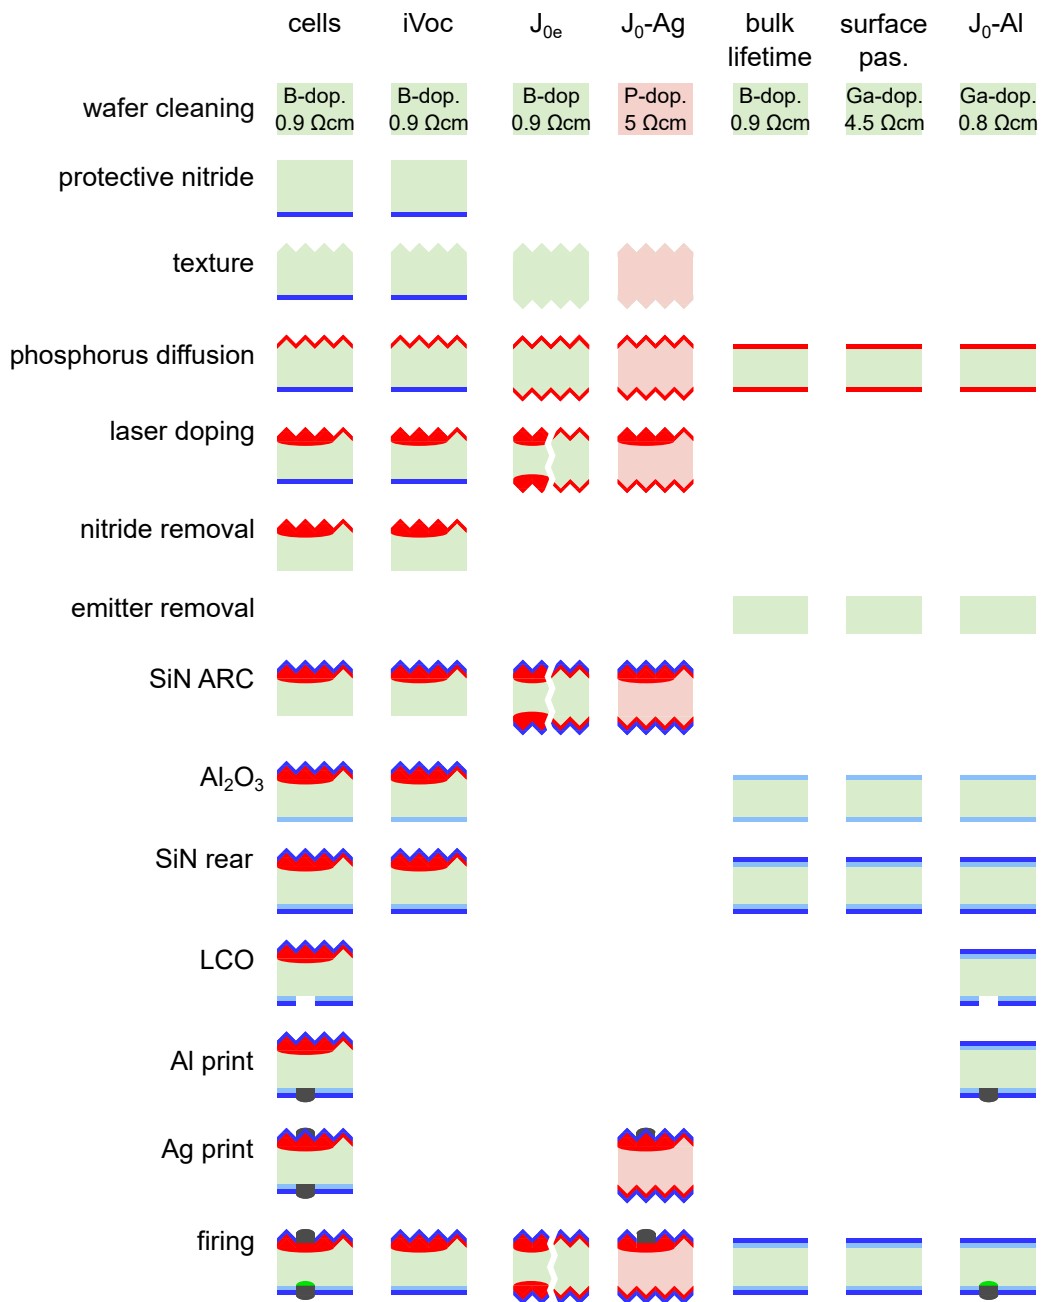 cells iVoc J₀ₑ J₀-Ag bulk lifetime surface pas. J₀-Al
wafer cleaning B-dop. 0.9 Ωcm B-dop. 0.9 Ωcm B-dop 0.9 Ωcm P-dop. 5 Ωcm B-dop. 0.9 Ωcm Ga-dop. 4.5 Ωcm Ga-dop. 0.8 Ωcm
protective nitride
texture
phosphorus diffusion
laser doping
nitride removal
emitter removal
SiN ARC
Al₂O₃
SiN rear
LCO
Al print
Ag print
firing